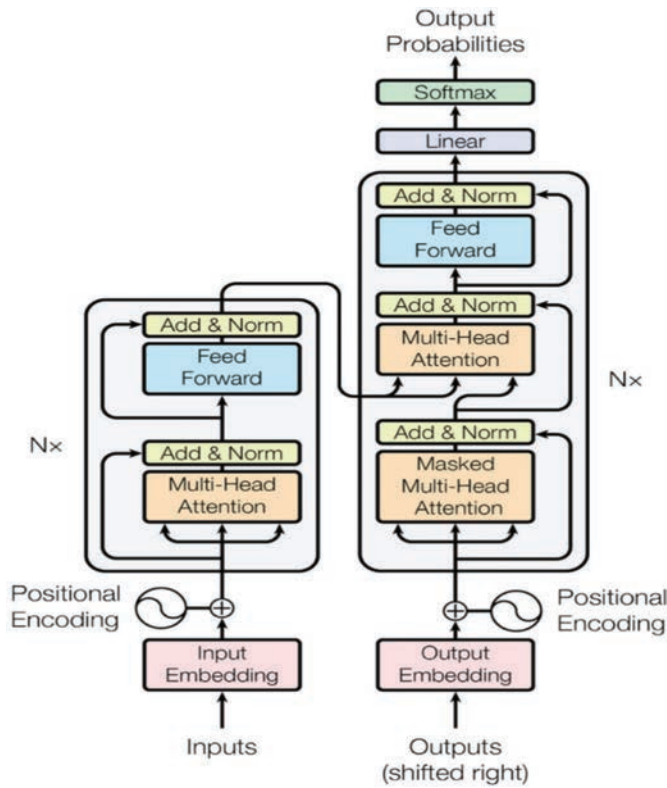 Output
Probabilities
Softmax
Linear
Add & Norm
Feed
Forward
Add & Norm
Multi-Head
Attention
Add & Norm
Masked
Multi-Head
Attention
Nx
Add & Norm
Feed
Forward
Add & Norm
Multi-Head
Attention
Nx
Positional
Encoding
Positional
Encoding
Input
Embedding
Output
Embedding
Inputs
Outputs
(shifted right)